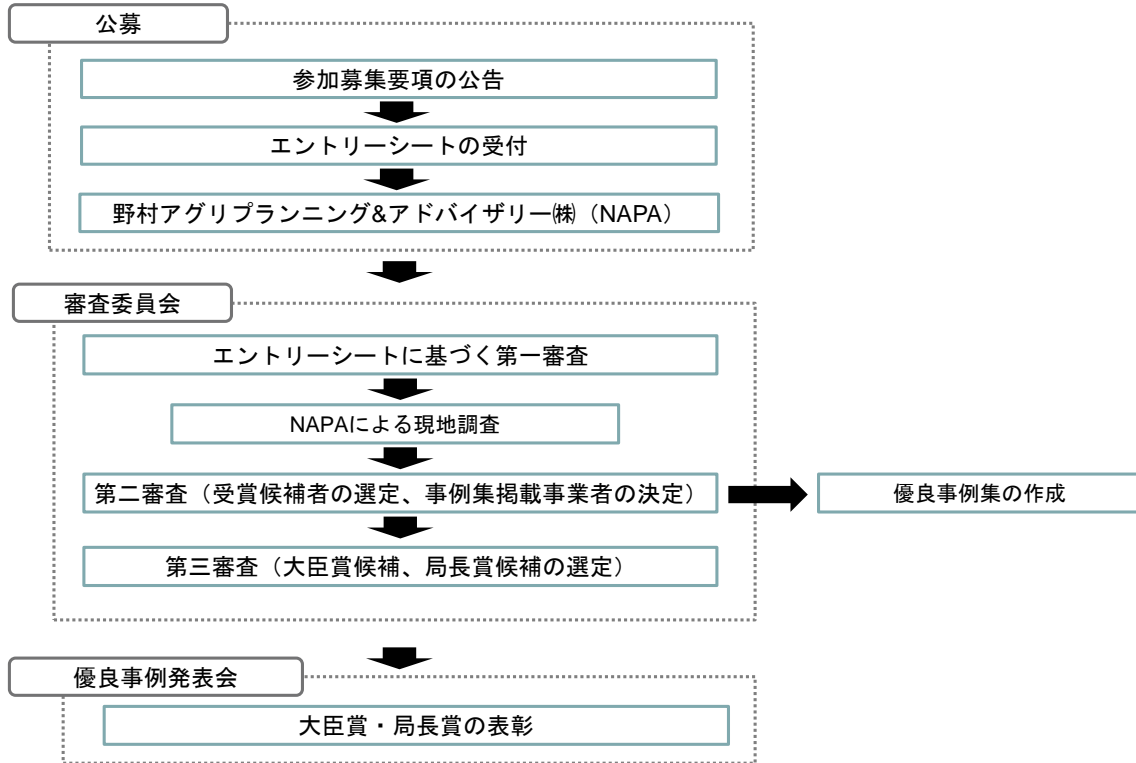 公募
参加募集要項の公告
エントリーシートの受付
野村アグリプランニング&アドバイザリー㈱（NAPA）
審査委員会
エントリーシートに基づく第一審査
NAPAによる現地調査
第二審査（受賞候補者の選定、事例集掲載事業者の決定）
優良事例集の作成
第三審査（大臣賞候補、局長賞候補の選定）
優良事例発表会
大臣賞・局長賞の表彰